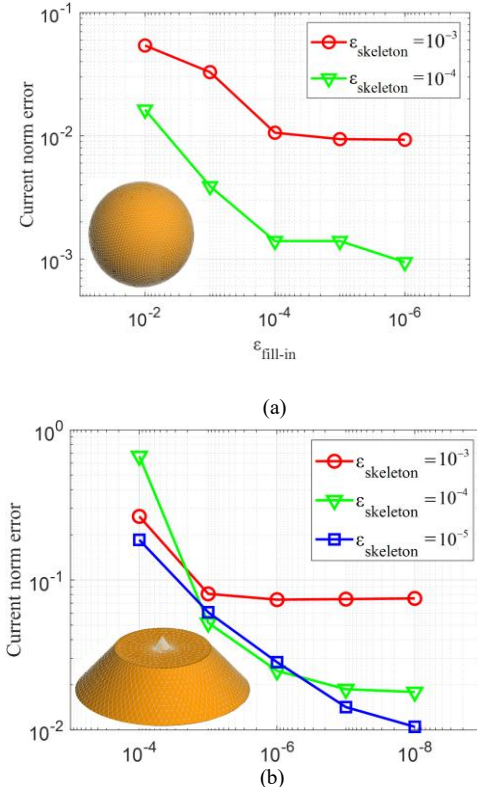 10⁻¹
ε_skeleton = 10⁻³
ε_skeleton = 10⁻⁴
10⁻²
10⁻³
Current norm error
10⁻² 10⁻⁴ 10⁻⁶
ε_fill-in
(a)
10⁰
ε_skeleton = 10⁻³
ε_skeleton = 10⁻⁴
ε_skeleton = 10⁻⁵
10⁻¹
10⁻²
Current norm error
10⁻⁴ 10⁻⁶ 10⁻⁸
(b)